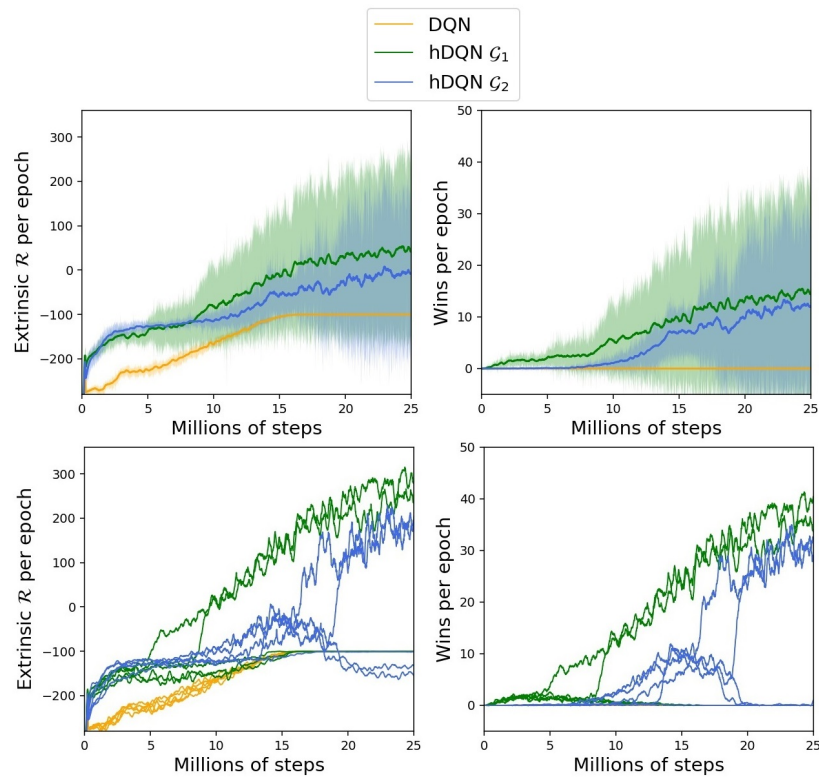 DQN
hDQN 𝒢₁
hDQN 𝒢₂
Extrinsic ℛ per epoch
300
200
100
0
−100
−200
0 5 10 15 20 25
Millions of steps
Wins per epoch
50
40
30
20
10
0
0 5 10 15 20 25
Millions of steps
Extrinsic ℛ per epoch
300
200
100
0
−100
−200
0 5 10 15 20 25
Millions of steps
Wins per epoch
50
40
30
20
10
0
0 5 10 15 20 25
Millions of steps